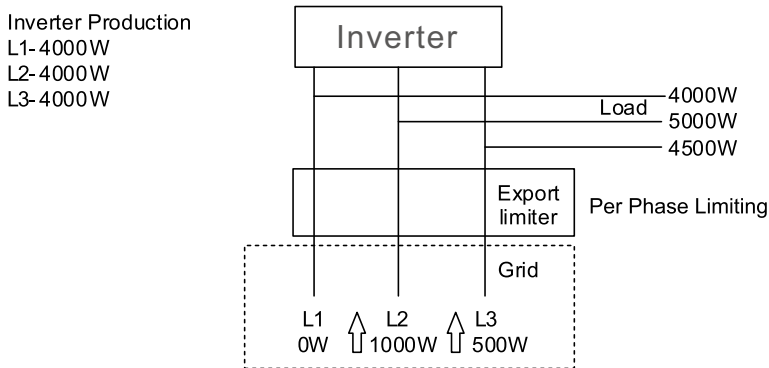 Inverter Production
L1-4000W
L2-4000W
L3-4000W
Inverter
4000W
Load
5000W
4500W
Export
limiter
Per Phase Limiting
Grid
L1 L2 L3
0W 1000W 500W